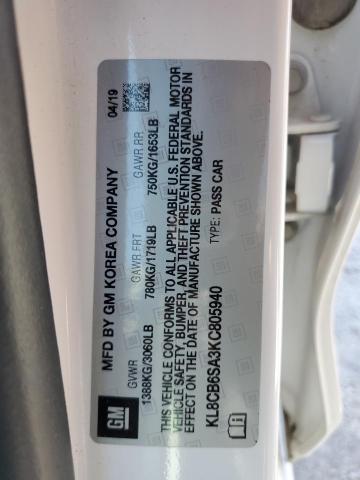 GM
MFD BY GM KOREA COMPANY 04/19
GVWR GAWR FRT GAWR RR
1388KG/3060LB 780KG/1719LB 750KG/1653LB
THIS VEHICLE CONFORMS TO ALL APPLICABLE U.S. FEDERAL MOTOR
VEHICLE SAFETY, BUMPER, AND THEFT PREVENTION STANDARDS IN
EFFECT ON THE DATE OF MANUFACTURE SHOWN ABOVE.
KL8CB6SA3KC805940 TYPE: PASS CAR